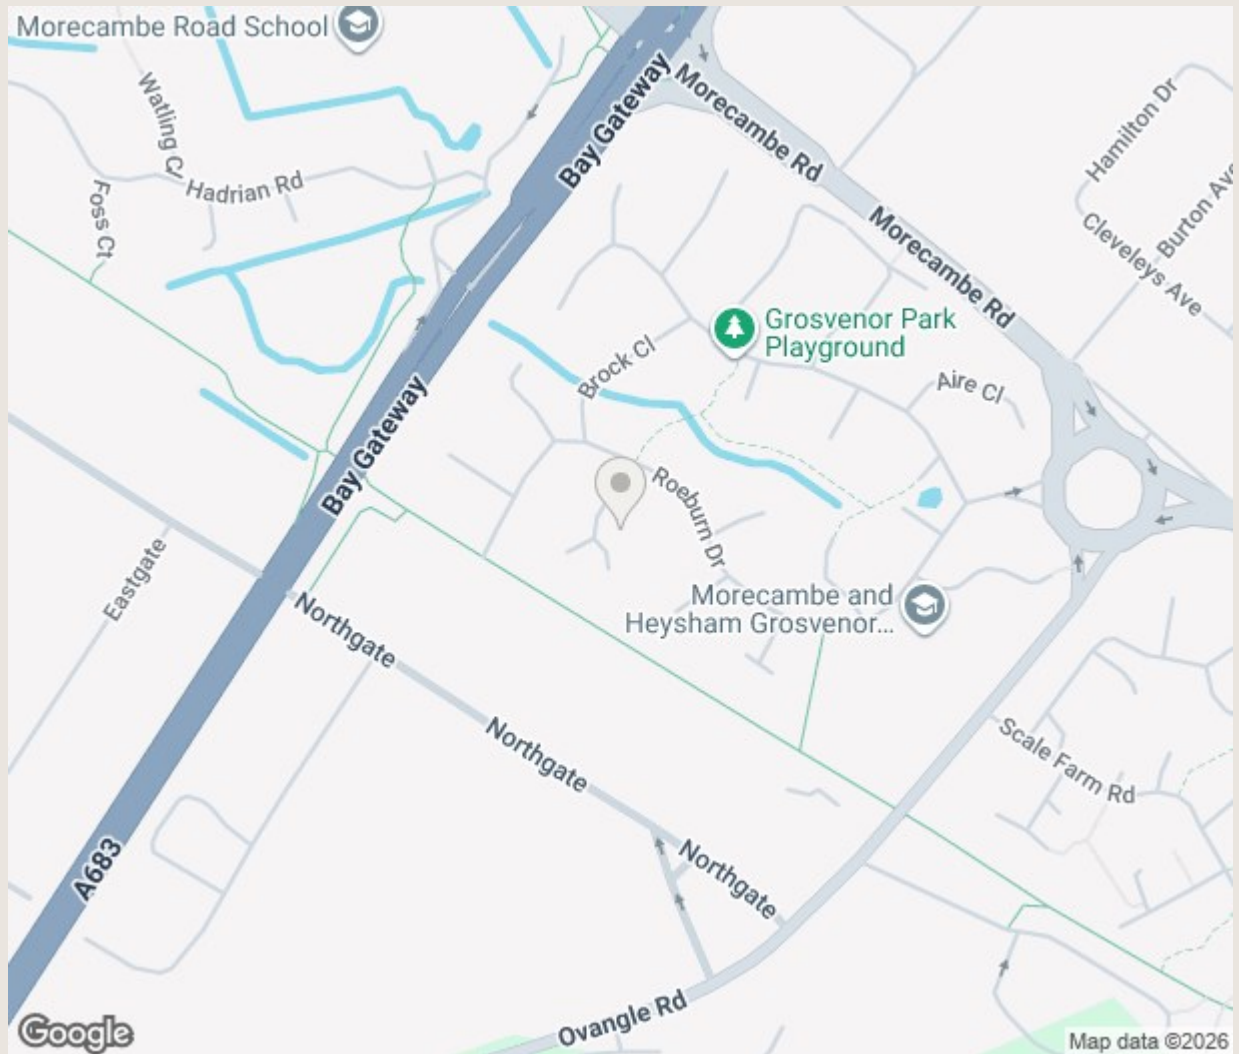 Morecambe Road School
Bay Gateway
Morecambe Rd
Hamilton Dr
Watling Cl
Hadrian Rd
Foss Ct
Burton Ave
Cleveleys Ave
Morecambe Rd
Grosvenor Park
Playground
Brock Cl
Aire Cl
Bay Gateway
Roeburn Dr
Eastgate
Northgate
Morecambe and
Heysham Grosvenor...
Northgate
Scale Farm Rd
A683
Northgate
Ovangle Rd
Google
Map data ©2026